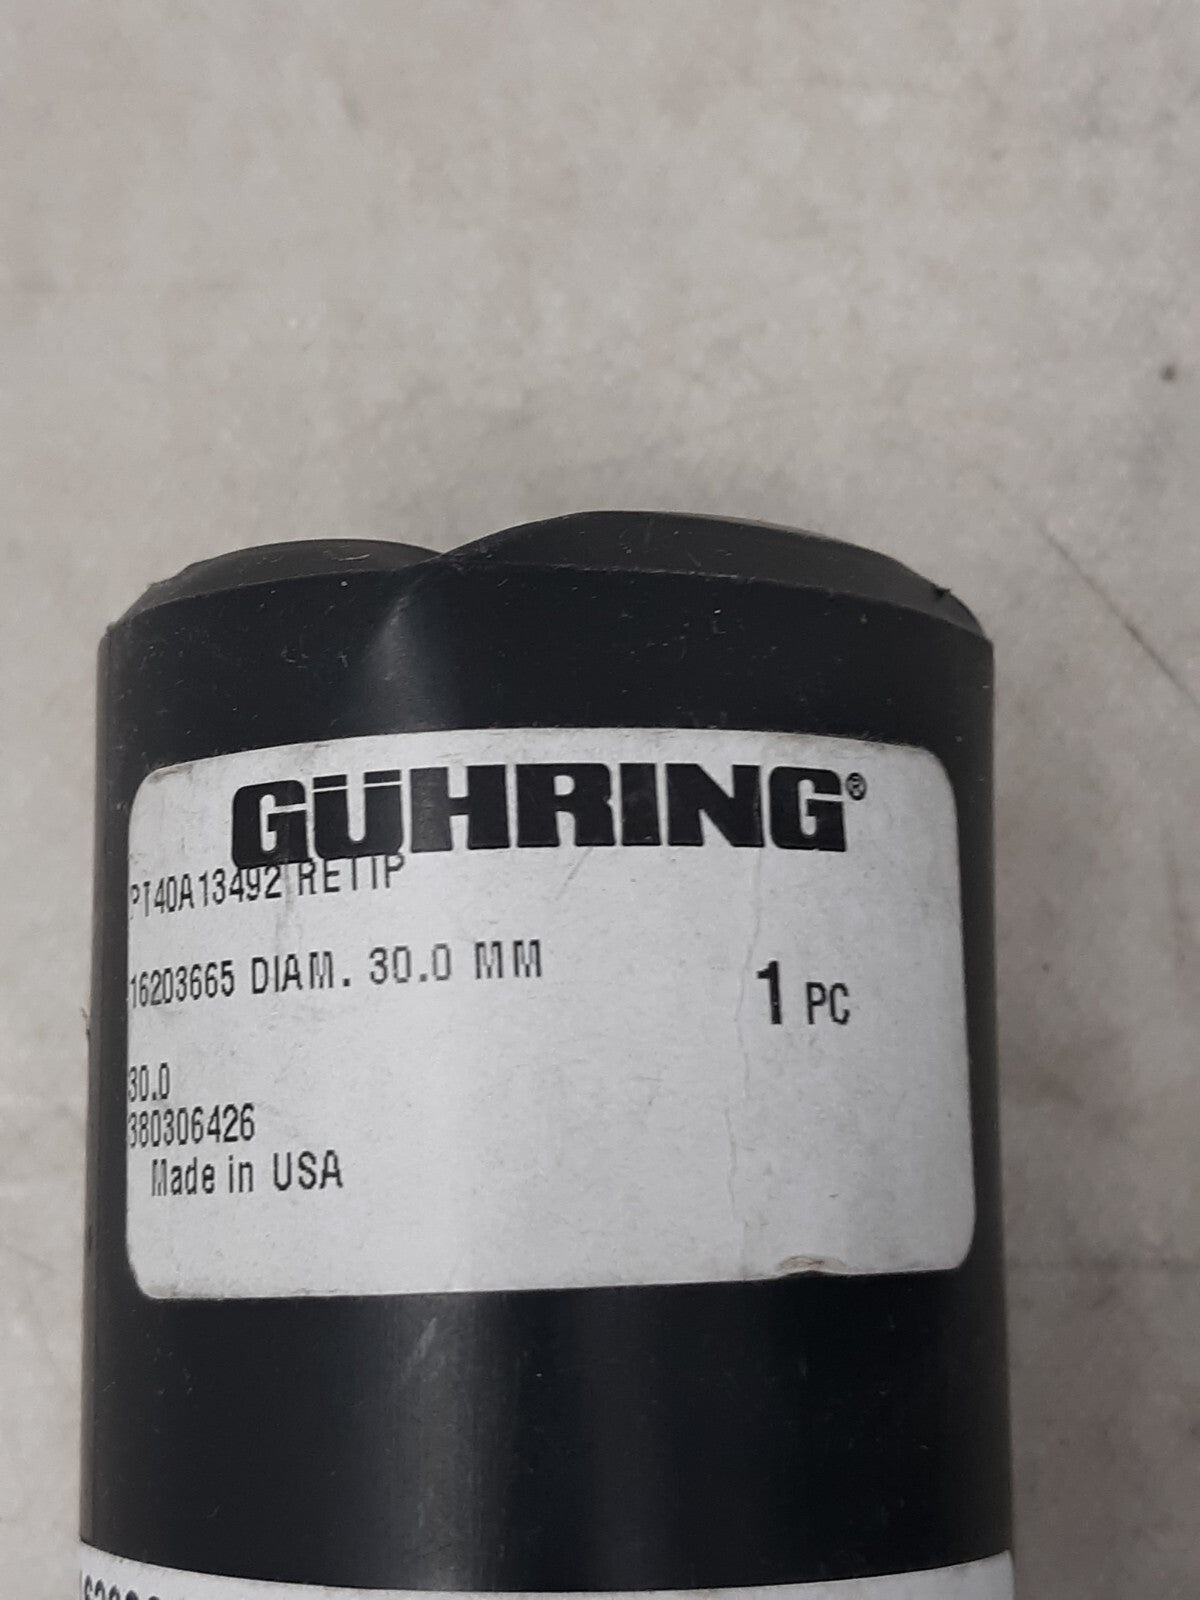 GÜHRING®
PT40A13492 RETIP
16203665 DIAM. 30.0 MM
1 PC
30.0
380306426
Made in USA